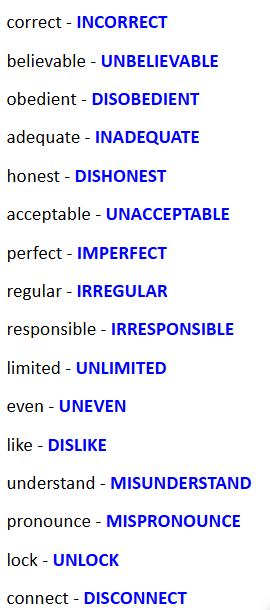 correct - INCORRECT
believable - UNBELIEVABLE
obedient - DISOBEDIENT
adequate - INADEQUATE
honest - DISHONEST
acceptable - UNACCEPTABLE
perfect - IMPERFECT
regular - IRREGULAR
responsible - IRRESPONSIBLE
limited - UNLIMITED
even - UNEVEN
like - DISLIKE
understand - MISUNDERSTAND
pronounce - MISPRONOUNCE
lock - UNLOCK
connect - DISCONNECT